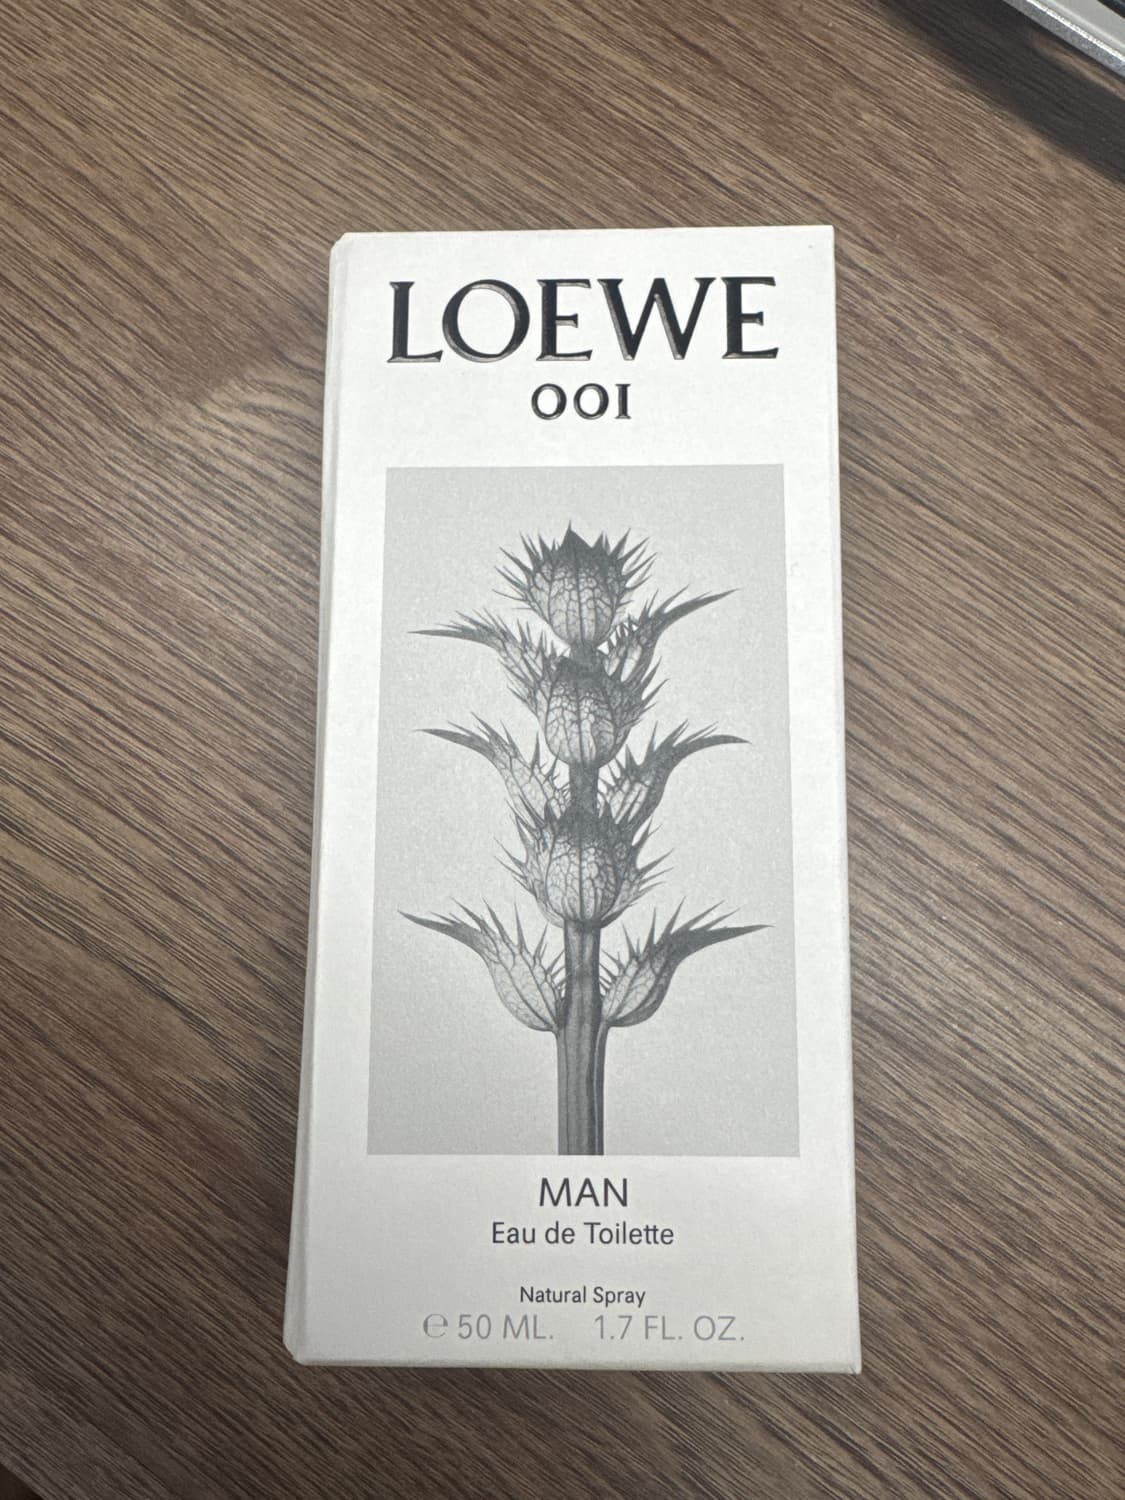 LOEWE
001
MAN
Eau de Toilette
Natural Spray
℮ 50 ML. 1.7 FL. OZ.